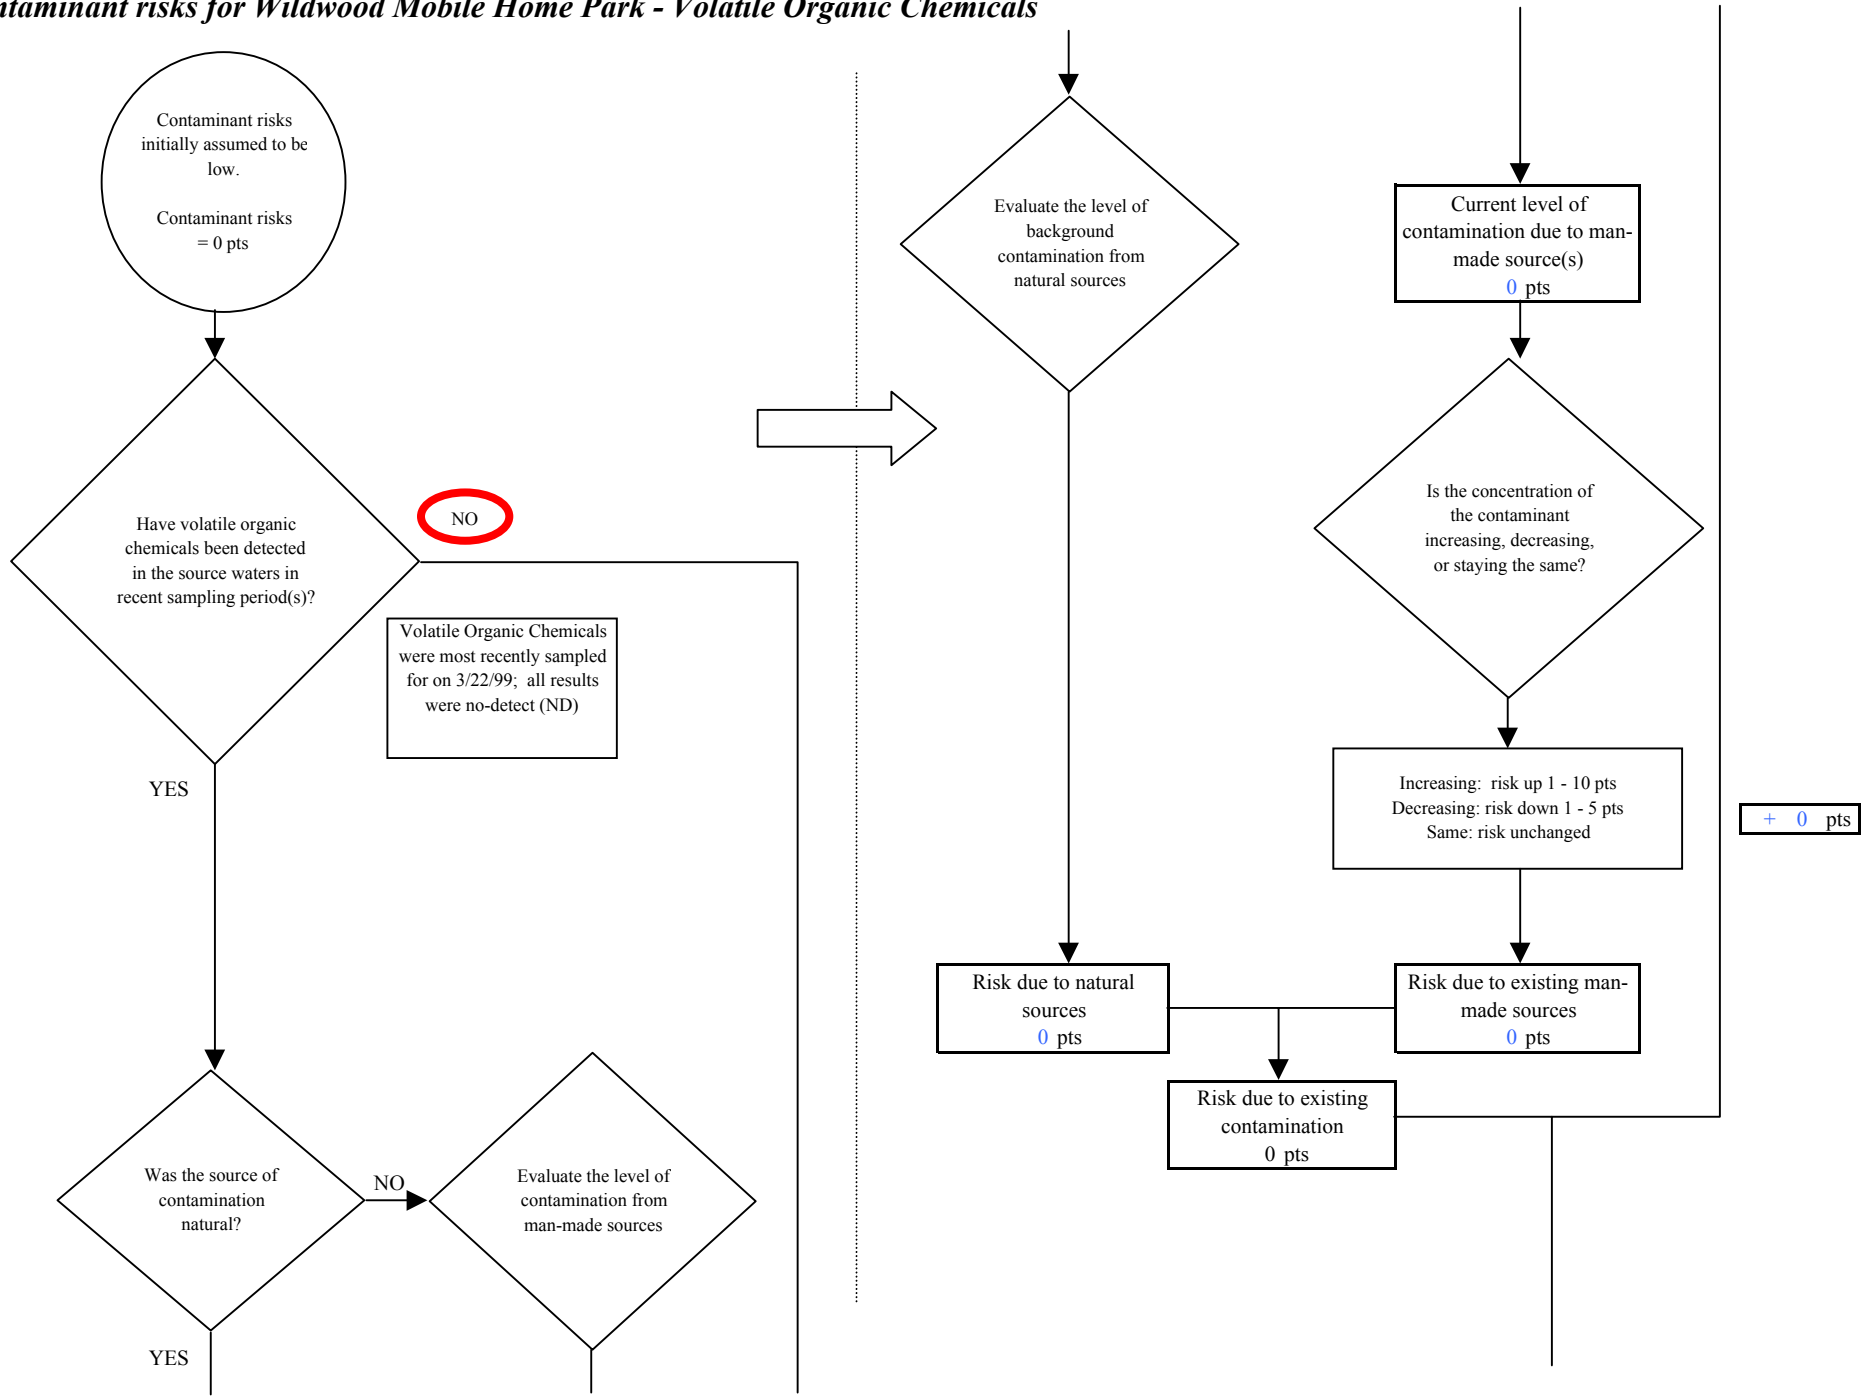 ntaminant risks for Wildwood Mobile Home Park - Volatile Organic Chemicals
Contaminant risks
initially assumed to be
low.
Contaminant risks
= 0 pts
Have volatile organic
chemicals been detected
in the source waters in
recent sampling period(s)?
NO
Volatile Organic Chemicals
were most recently sampled
for on 3/22/99; all results
were no-detect (ND)
YES
Was the source of
contamination
natural?
NO
Evaluate the level of
contamination from
man-made sources
YES
Evaluate the level of
background
contamination from
natural sources
Current level of
contamination due to man-
made source(s)
0 pts
Is the concentration of
the contaminant
increasing, decreasing,
or staying the same?
Increasing: risk up 1 - 10 pts
Decreasing: risk down 1 - 5 pts
Same: risk unchanged
+ 0 pts
Risk due to natural
sources
0 pts
Risk due to existing man-
made sources
0 pts
Risk due to existing
contamination
0 pts